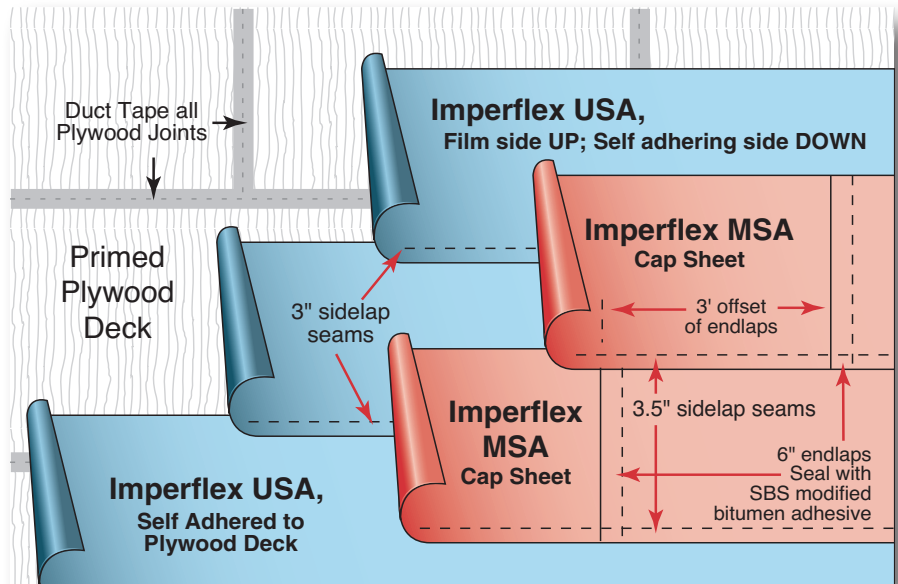 Duct Tape all
Plywood Joints
Imperflex USA,
Film side UP; Self adhering side DOWN
Primed
Plywood
Deck
3" sidelap
seams
Imperflex MSA
Cap Sheet
3' offset
of endlaps
Imperflex
MSA
Cap Sheet
3.5" sidelap seams
6" endlaps
Seal with
SBS modified
bitumen adhesive
Imperflex USA,
Self Adhered to
Plywood Deck